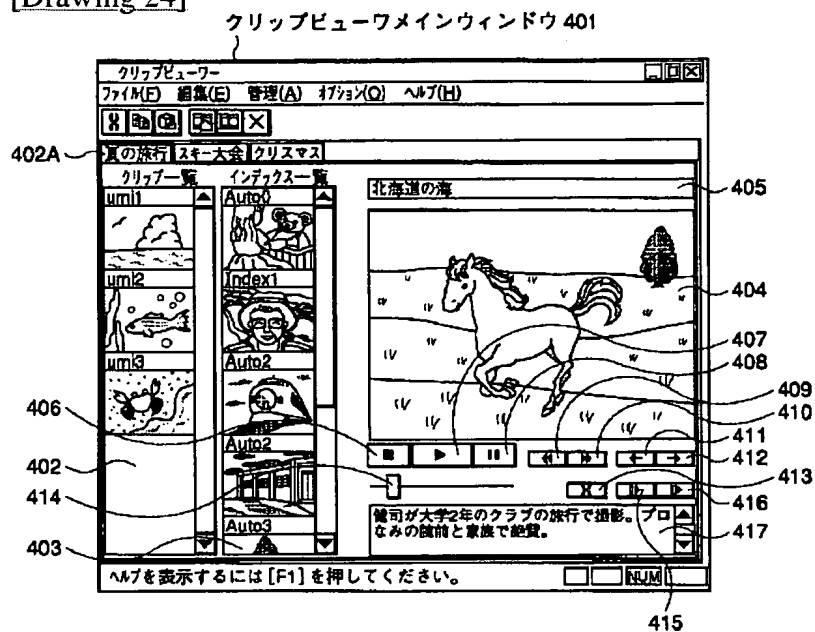 [Drawing 24]
クリップビューワメインウィンドウ 401
クリップビューワー
ファイル(F) 編集(E) 管理(A) オプション(O) ヘルプ(H)
402A
夏の旅行 スキー大会 クリスマス
クリップ一覧 インデックス一覧
umi1
umi2
umi3
Auto0
Index1
Auto2
Auto2
Auto3
北海道の海
405
404
407
408
409
410
411
412
413
416
417
415
406
402
414
403
健司が大学2年のクラブの旅行で撮影。プロ
なみの腕前と家族で絶賛。
ヘルプを表示するには [F1] を押してください。
NUM